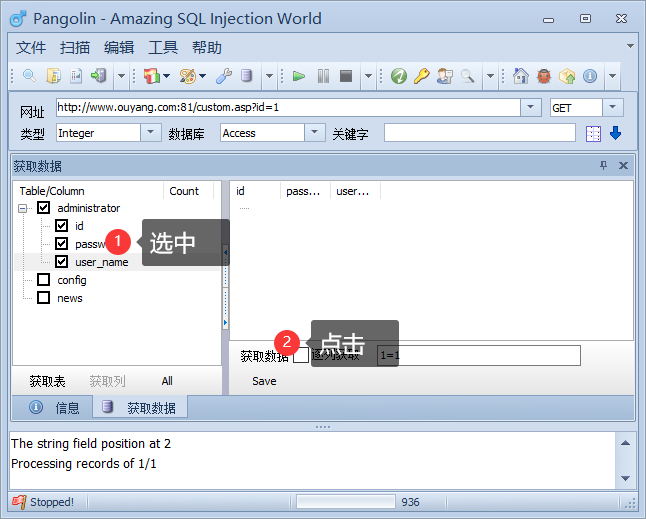 Pangolin - Amazing SQL Injection World
文件 扫描 编辑 工具 帮助
网址 http://www.ouyang.com:81/custom.asp?id=1 GET
类型 Integer 数据库 Access 关键字
获取数据
Table/Column Count id pass... user...
administrator
id
passw
1 选中
user_name
config
news
2 点击
获取数据 逐列获取 1=1
获取表 获取列 All Save
信息 获取数据
The string field position at 2
Processing records of 1/1
Stopped! 936